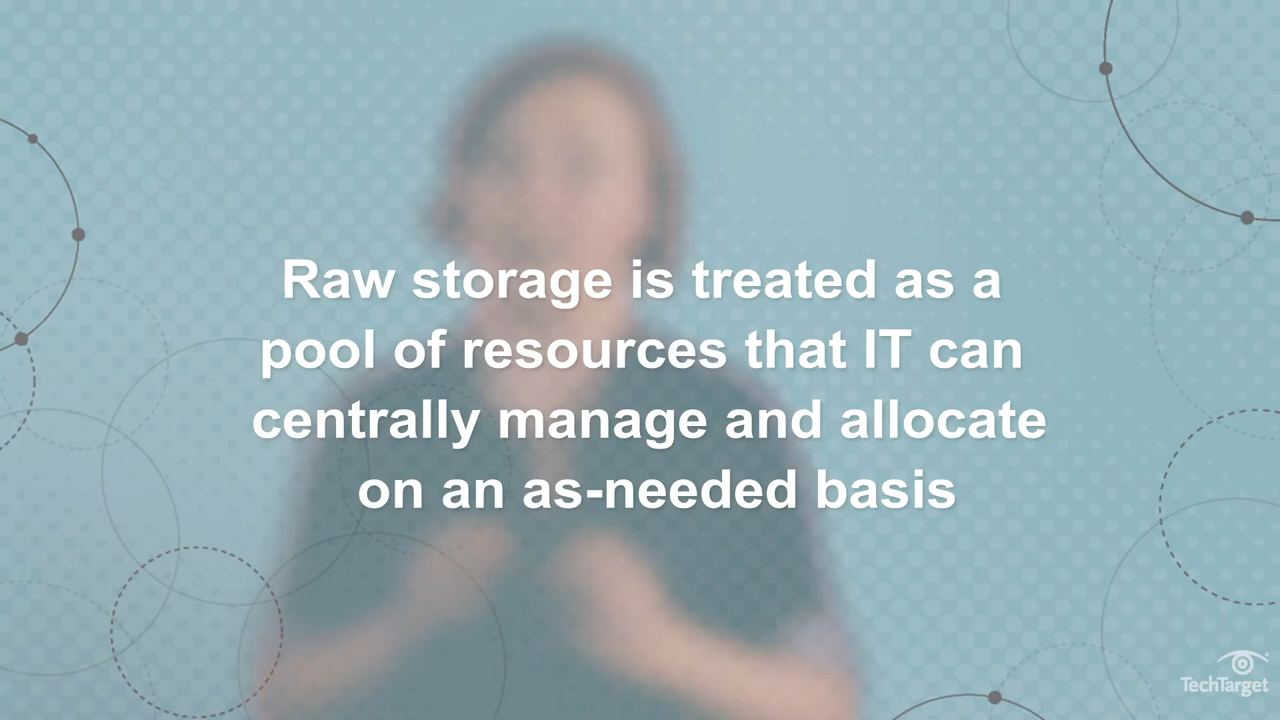 Raw storage is treated as a
pool of resources that IT can
centrally manage and allocate
on an as-needed basis
TechTarget